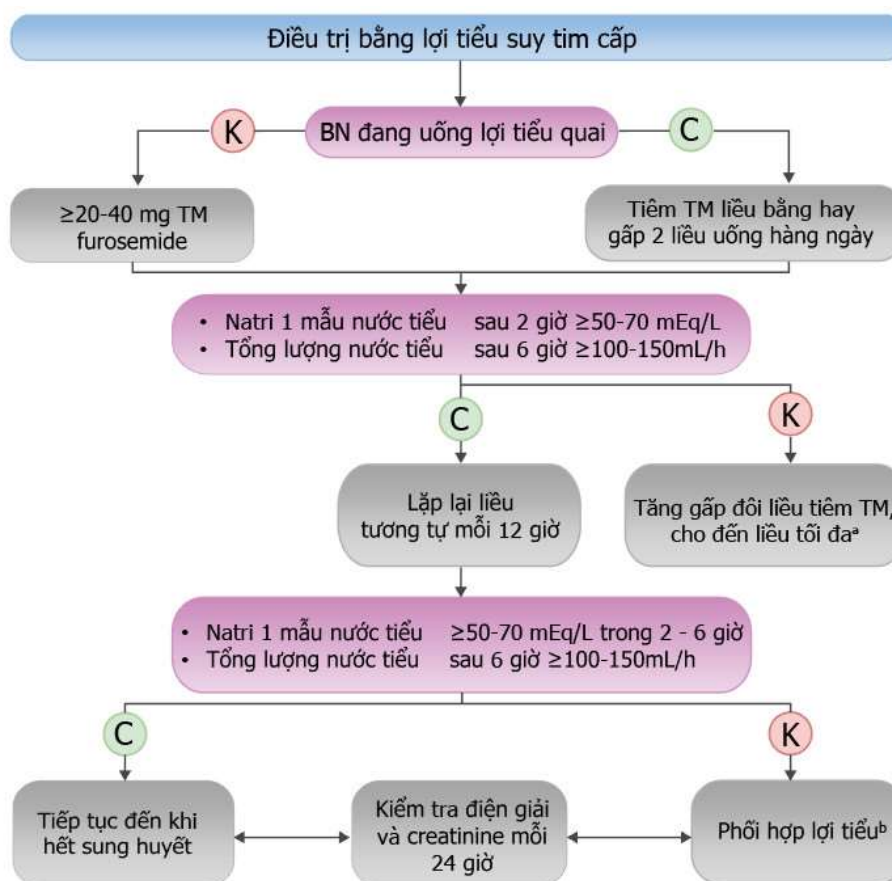 Điều trị bằng lợi tiểu suy tim cấp
K
BN đang uống lợi tiểu quai
C
≥20-40 mg TM
furosemide
Tiêm TM liều bằng hay
gấp 2 liều uống hàng ngày
• Natri 1 mẫu nước tiểu sau 2 giờ ≥50-70 mEq/L
• Tổng lượng nước tiểu sau 6 giờ ≥100-150mL/h
C
K
Lặp lại liều
tương tự mỗi 12 giờ
Tăng gấp đôi liều tiêm TM,
cho đến liều tối đaᵃ
• Natri 1 mẫu nước tiểu ≥50-70 mEq/L trong 2 - 6 giờ
• Tổng lượng nước tiểu sau 6 giờ ≥100-150mL/h
C
K
Tiếp tục đến khi
hết sung huyết
Kiểm tra điện giải
và creatinine mỗi
24 giờ
Phối hợp lợi tiểuᵇ